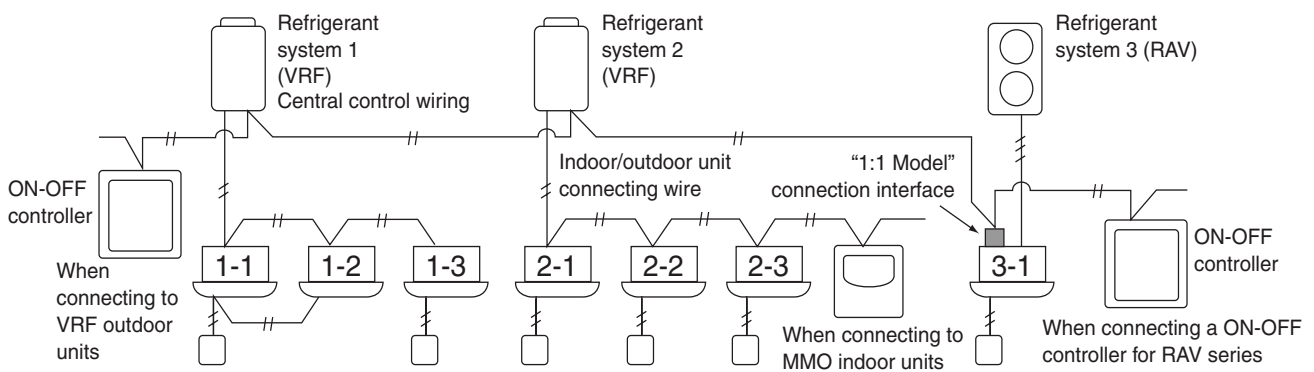 Refrigerant
system 1
(VRF)
Central control wiring
Refrigerant
system 2
(VRF)
Refrigerant
system 3 (RAV)
ON-OFF
controller
Indoor/outdoor unit
connecting wire
“1:1 Model”
connection interface
ON-OFF
controller
1-1
1-2
1-3
2-1
2-2
2-3
3-1
When
connecting to
VRF outdoor
units
When connecting to
MMO indoor units
When connecting a ON-OFF
controller for RAV series